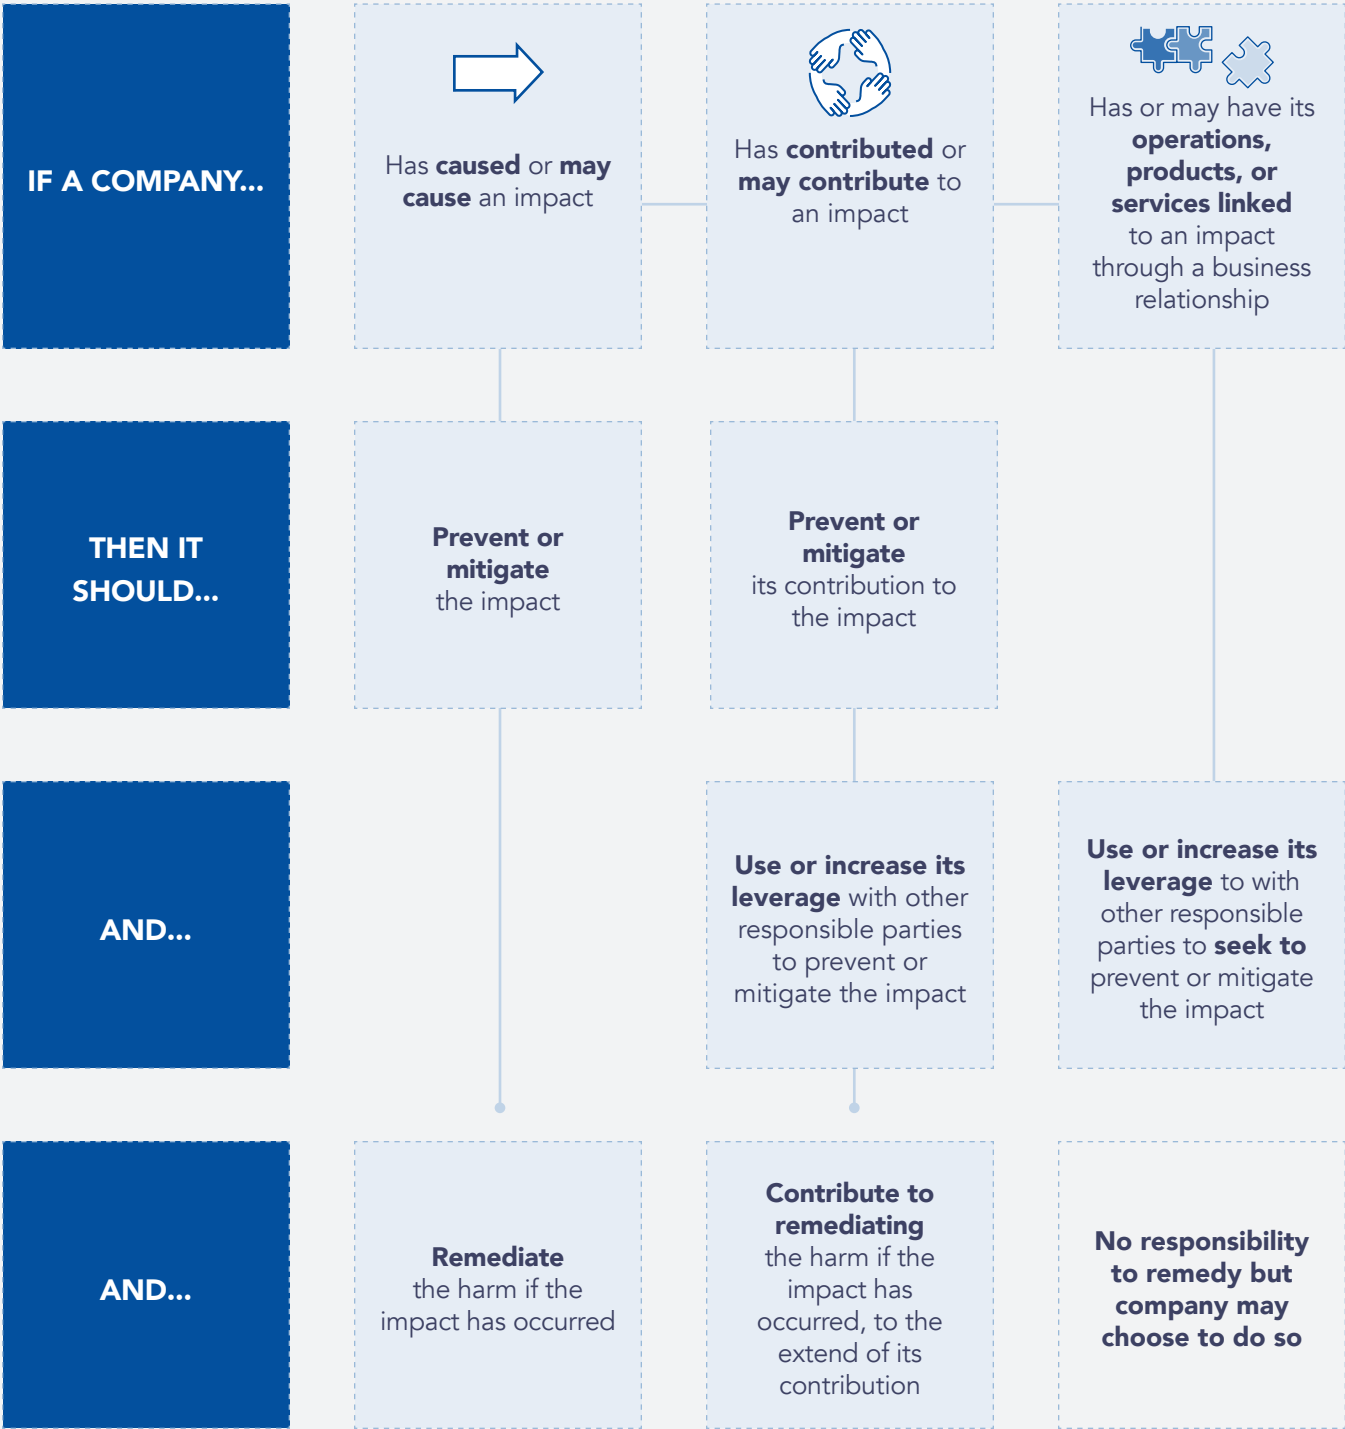 IF A COMPANY...
Has caused or may
cause an impact
Has contributed or
may contribute to
an impact
Has or may have its
operations,
products, or
services linked
to an impact
through a business
relationship
THEN IT
SHOULD...
Prevent or
mitigate
the impact
Prevent or
mitigate
its contribution to
the impact
AND...
Use or increase its
leverage with other
responsible parties
to prevent or
mitigate the impact
Use or increase its
leverage to with
other responsible
parties to seek to
prevent or mitigate
the impact
AND...
Remediate
the harm if the
impact has occurred
Contribute to
remediating
the harm if the
impact has
occurred, to the
extend of its
contribution
No responsibility
to remedy but
company may
choose to do so